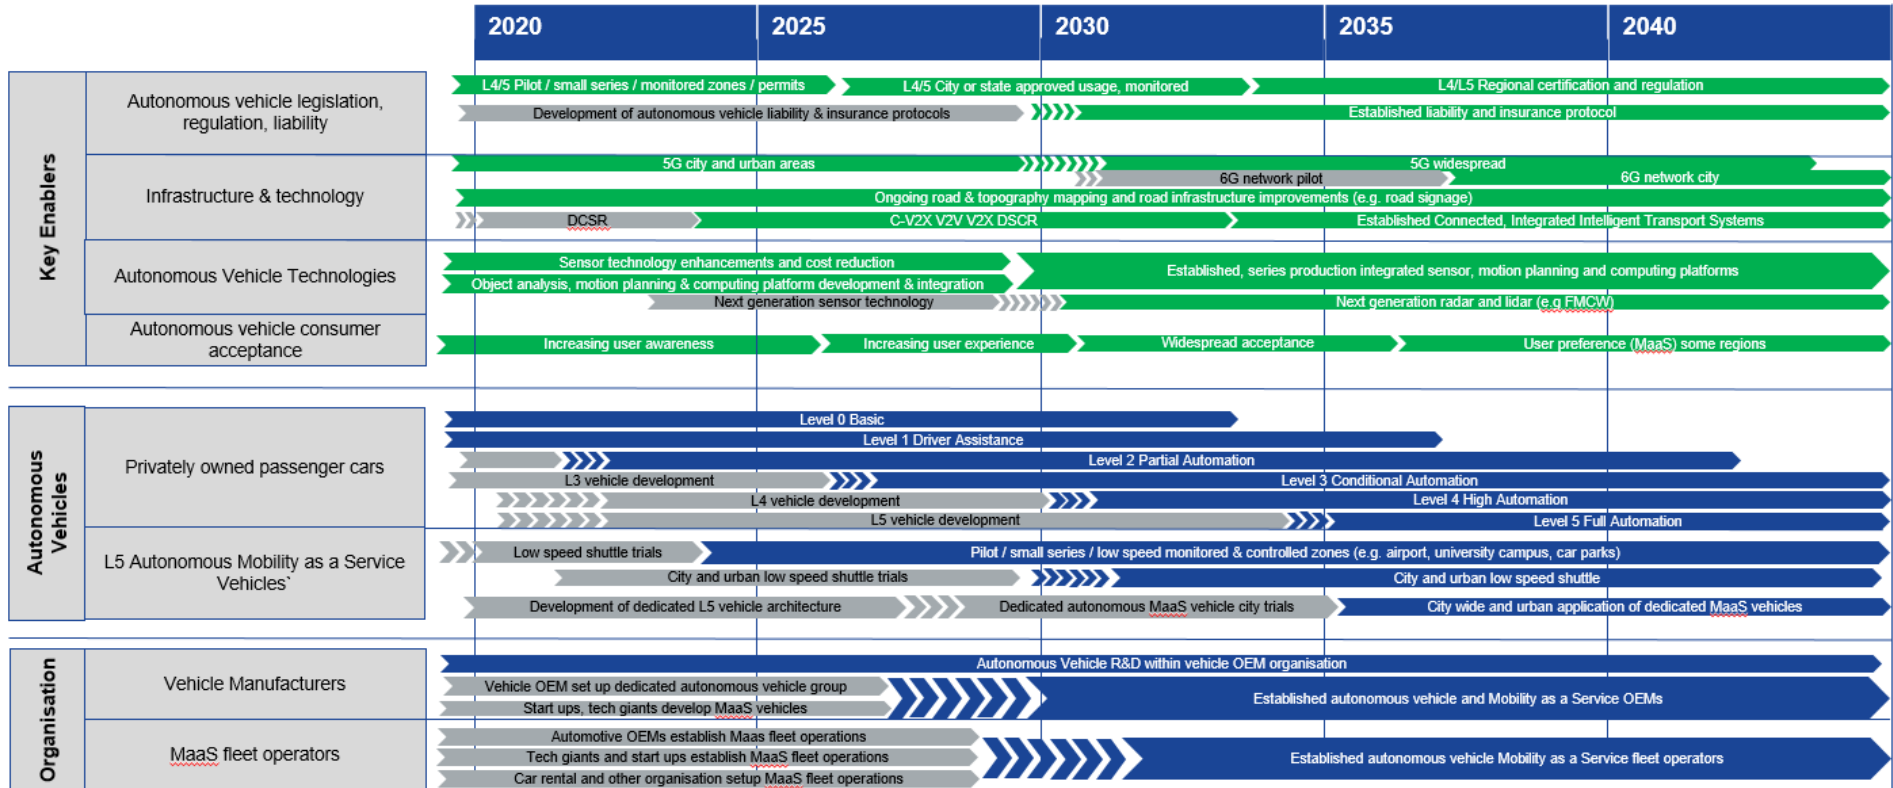 2020
2025
2030
2035
2040
Key Enablers
Autonomous vehicle legislation,
regulation, liability
L4/5 Pilot / small series / monitored zones / permits
L4/5 City or state approved usage, monitored
L4/L5 Regional certification and regulation
Development of autonomous vehicle liability & insurance protocols
Established liability and insurance protocol
Infrastructure & technology
5G city and urban areas
5G widespread
6G network pilot
6G network city
Ongoing road & topography mapping and road infrastructure improvements (e.g. road signage)
DCSR
C-V2X V2V V2X DSCR
Established Connected, Integrated Intelligent Transport Systems
Autonomous Vehicle Technologies
Sensor technology enhancements and cost reduction
Object analysis, motion planning & computing platform development & integration
Established, series production integrated sensor, motion planning and computing platforms
Next generation sensor technology
Next generation radar and lidar (e.g FMCW)
Autonomous vehicle consumer
acceptance
Increasing user awareness
Increasing user experience
Widespread acceptance
User preference (MaaS) some regions
Autonomous
Vehicles
Privately owned passenger cars
Level 0 Basic
Level 1 Driver Assistance
Level 2 Partial Automation
L3 vehicle development
Level 3 Conditional Automation
L4 vehicle development
Level 4 High Automation
L5 vehicle development
Level 5 Full Automation
L5 Autonomous Mobility as a Service
Vehicles`
Low speed shuttle trials
Pilot / small series / low speed monitored & controlled zones (e.g. airport, university campus, car parks)
City and urban low speed shuttle trials
City and urban low speed shuttle
Development of dedicated L5 vehicle architecture
Dedicated autonomous MaaS vehicle city trials
City wide and urban application of dedicated MaaS vehicles
Organisation
Vehicle Manufacturers
Autonomous Vehicle R&D within vehicle OEM organisation
Vehicle OEM set up dedicated autonomous vehicle group
Start ups, tech giants develop MaaS vehicles
Established autonomous vehicle and Mobility as a Service OEMs
MaaS fleet operators
Automotive OEMs establish Maas fleet operations
Tech giants and start ups establish MaaS fleet operations
Car rental and other organisation setup MaaS fleet operations
Established autonomous vehicle Mobility as a Service fleet operators